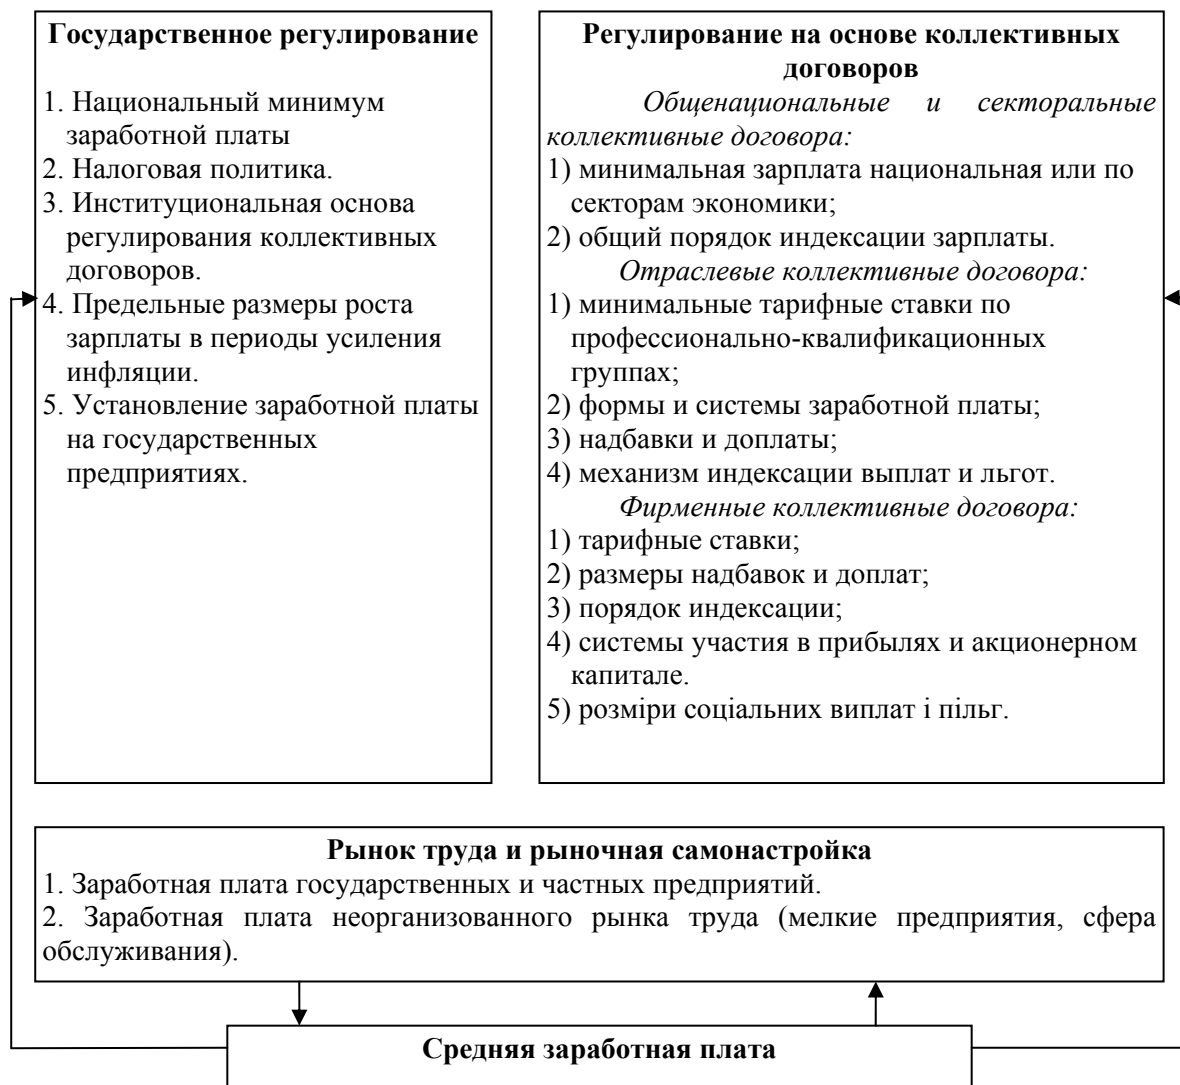 Государственное регулирование
1. Национальный минимум
заработной платы
2. Налоговая политика.
3. Институциональная основа
регулирования коллективных
договоров.
4. Предельные размеры роста
зарплаты в периоды усиления
инфляции.
5. Установление заработной платы
на государственных
предприятиях.
Регулирование на основе коллективных
договоров
Общенациональные и секторальные
коллективные договора:
1) минимальная зарплата национальная или по
секторам экономики;
2) общий порядок индексации зарплаты.
Отраслевые коллективные договора:
1) минимальные тарифные ставки по
профессионально-квалификационных
группах;
2) формы и системы заработной платы;
3) надбавки и доплаты;
4) механизм индексации выплат и льгот.
Фирменные коллективные договора:
1) тарифные ставки;
2) размеры надбавок и доплат;
3) порядок индексации;
4) системы участия в прибылях и акционерном
капитале.
5) розміри соціальних виплат і пільг.
Рынок труда и рыночная самонастройка
1. Заработная плата государственных и частных предприятий.
2. Заработная плата неорганизованного рынка труда (мелкие предприятия, сфера
обслуживания).
Средняя заработная плата